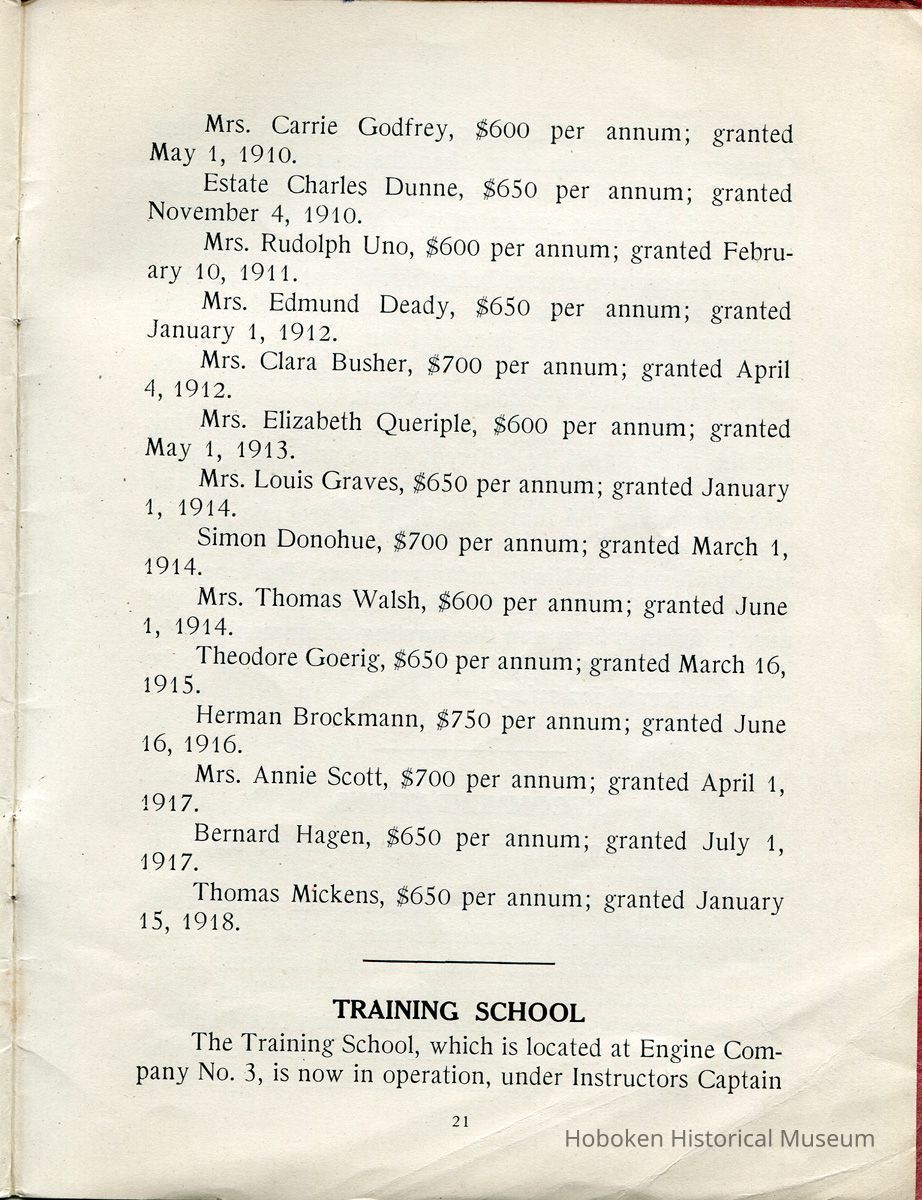 Mrs. Carrie Godfrey, $600 per annum; granted
May 1, 1910.
Estate Charles Dunne, $650 per annum; granted
November 4, 1910.
Mrs. Rudolph Uno, $600 per annum; granted Febru-
ary 10, 1911.
Mrs. Edmund Deady, $650 per annum; granted
January 1, 1912.
Mrs. Clara Busher, $700 per annum; granted April
4, 1912.
Mrs. Elizabeth Queriple, $600 per annum; granted
May 1, 1913.
Mrs. Louis Graves, $650 per annum; granted January
1, 1914.
Simon Donohue, $700 per annum; granted March 1,
1914.
Mrs. Thomas Walsh, $600 per annum; granted June
1, 1914.
Theodore Goerig, $650 per annum; granted March 16,
1915.
Herman Brockmann, $750 per annum; granted June
16, 1916.
Mrs. Annie Scott, $700 per annum; granted April 1,
1917.
Bernard Hagen, $650 per annum; granted July 1,
1917.
Thomas Mickens, $650 per annum; granted January
15, 1918.
TRAINING SCHOOL
The Training School, which is located at Engine Com-
pany No. 3, is now in operation, under Instructors Captain
21
Hoboken Historical Museum